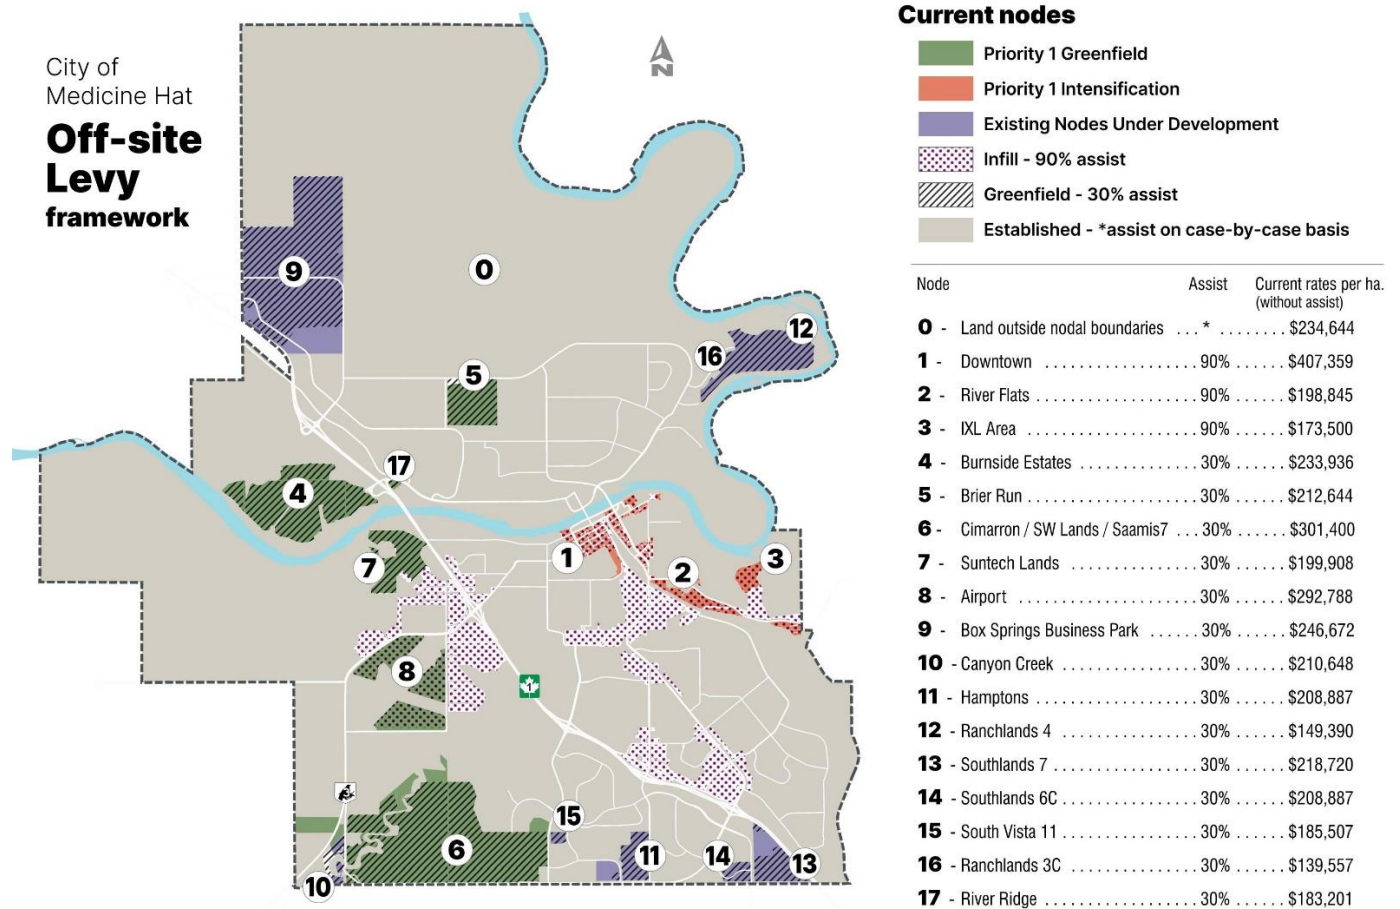 City of
Medicine Hat
Off-site
Levy
framework
N
Current nodes
Priority 1 Greenfield
Priority 1 Intensification
Existing Nodes Under Development
Infill - 90% assist
Greenfield - 30% assist
Established - *assist on case-by-case basis
Node Assist Current rates per ha.
(without assist)
0 - Land outside nodal boundaries ... * ........ $234,644
1 - Downtown .................. 90% ...... $407,359
2 - River Flats ................... 90% ...... $198,845
3 - IXL Area .................... 90% ...... $173,500
4 - Burnside Estates ............... 30% ...... $233,936
5 - Brier Run .................... 30% ...... $212,644
6 - Cimarron / SW Lands / Saamis7 ... 30% ...... $301,400
7 - Suntech Lands ................ 30% ...... $199,908
8 - Airport ..................... 30% ...... $292,788
9 - Box Springs Business Park ...... 30% ...... $246,672
10 - Canyon Creek ................ 30% ...... $210,648
11 - Hamptons ................... 30% ...... $208,887
12 - Ranchlands 4 ................ 30% ...... $149,390
13 - Southlands 7 ................. 30% ...... $218,720
14 - Southlands 6C ................ 30% ...... $208,887
15 - South Vista 11 ................ 30% ...... $185,507
16 - Ranchlands 3C ............... 30% ...... $139,557
17 - River Ridge .................. 30% ...... $183,201
9
0
12
16
5
17
4
1
3
7
2
8
1
3
15
6
11
14
13
10